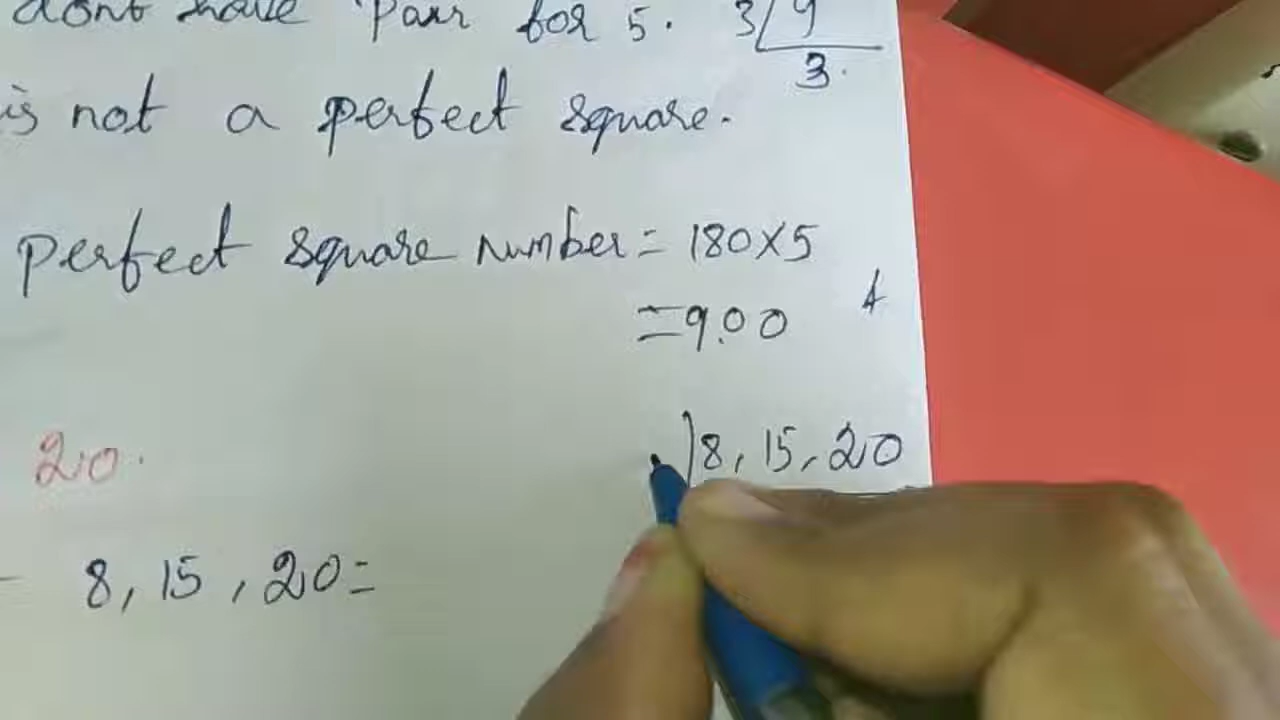 dont have Pair for 5. 3 9
3.
is not a perfect square.
perfect square number = 180×5
=900
8, 15, 20
20.
8, 15, 20=